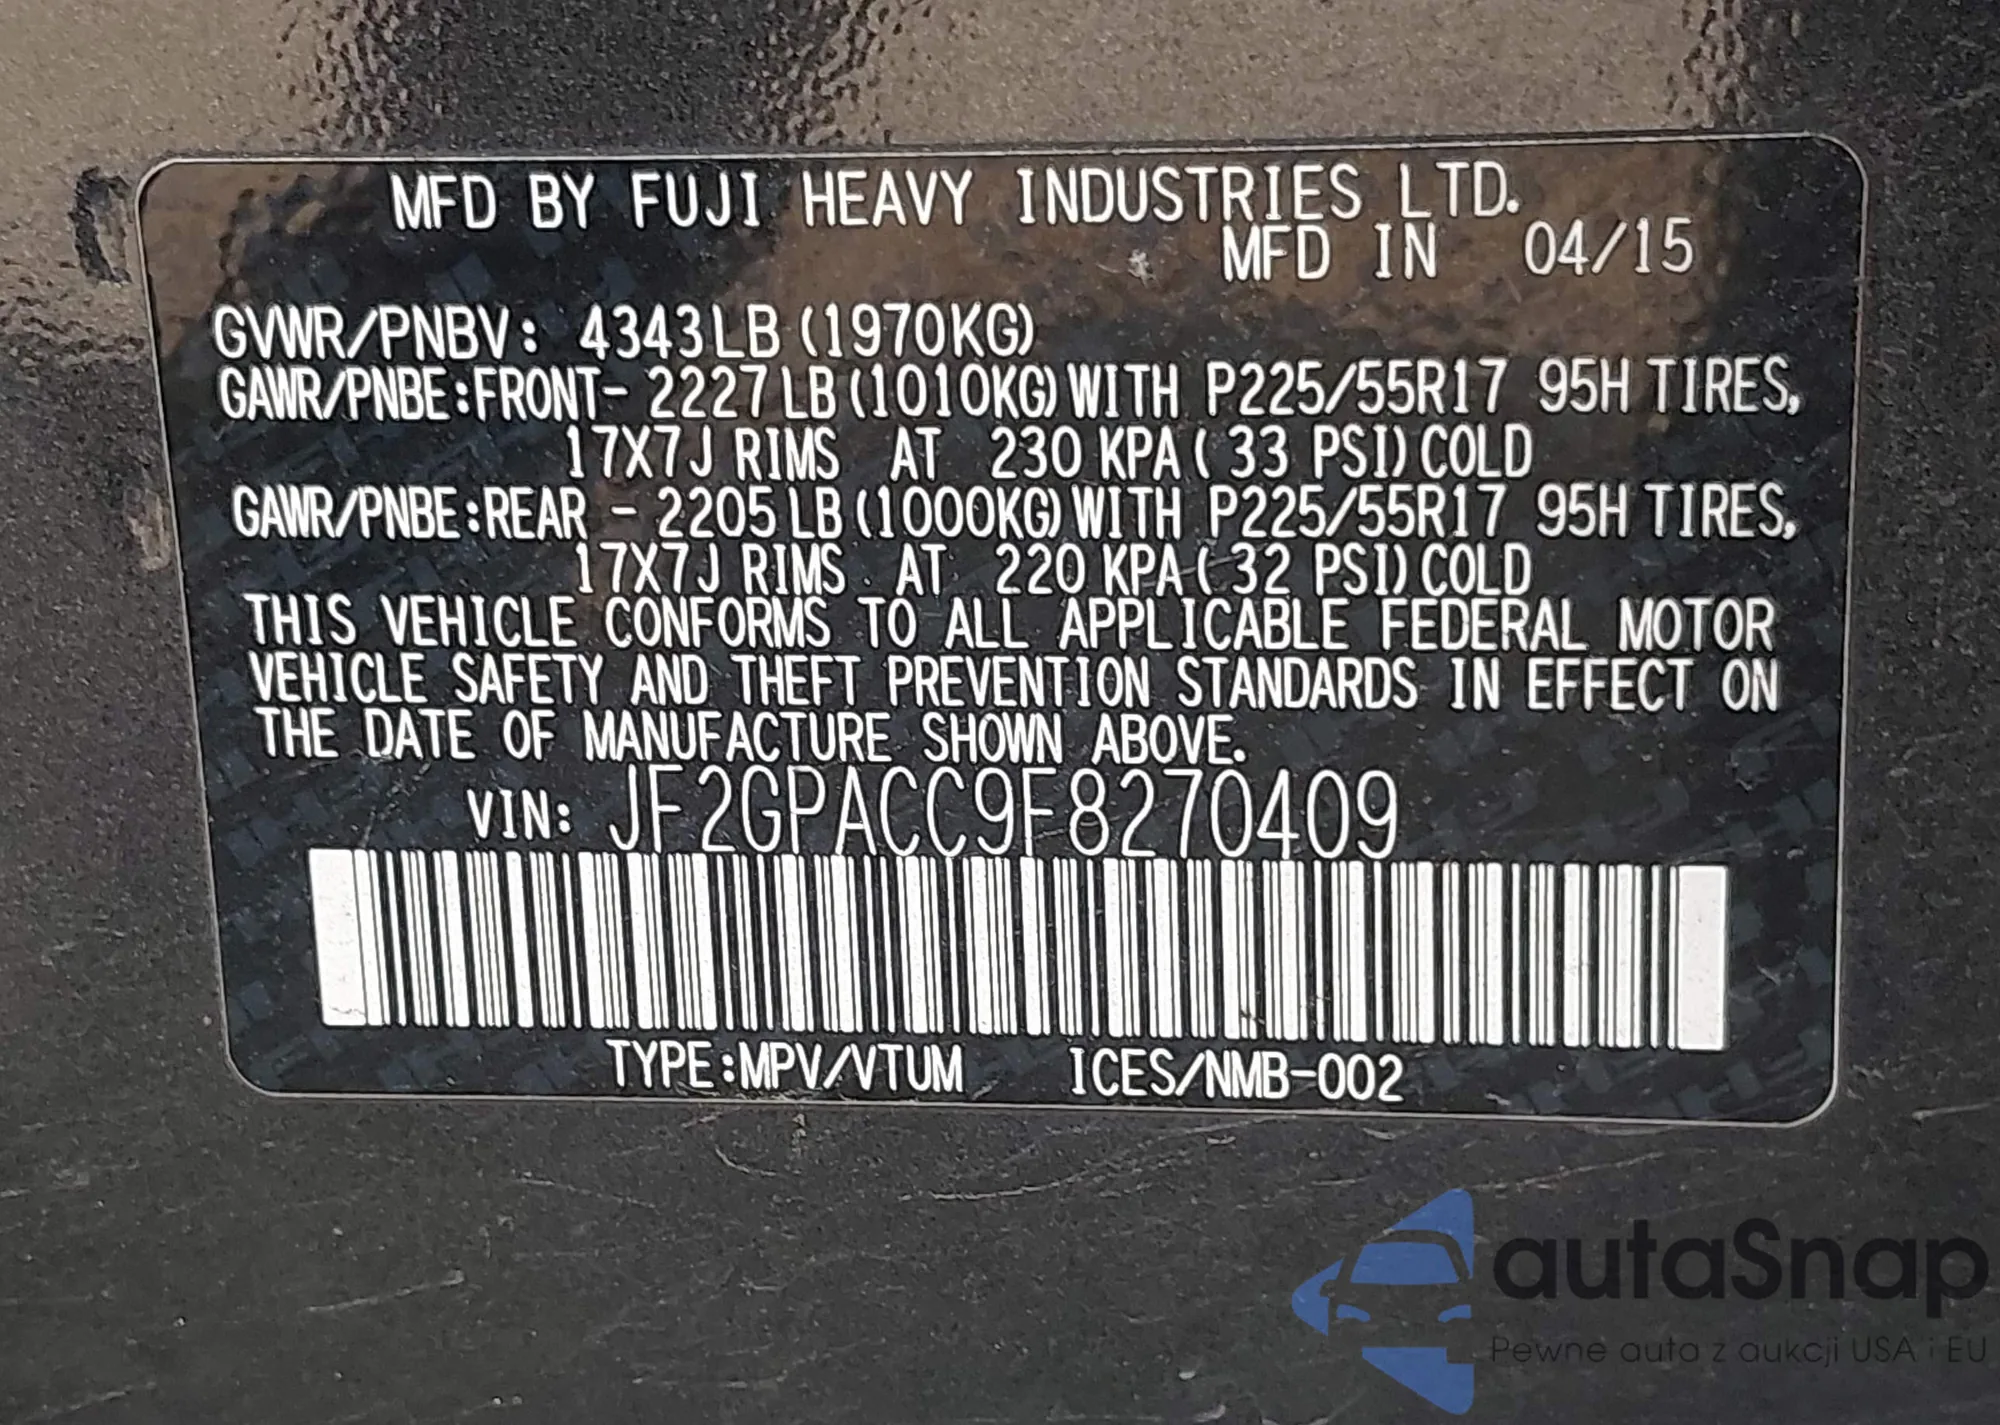 MFD BY FUJI HEAVY INDUSTRIES LTD.
MFD IN 04/15
GVWR/PNBV: 4343LB (1970KG)
GAWR/PNBE:FRONT- 2227LB (1010KG) WITH P225/55R17 95H TIRES,
17X7J RIMS AT 230 KPA ( 33 PSI) COLD
GAWR/PNBE:REAR - 2205LB (1000KG) WITH P225/55R17 95H TIRES,
17X7J RIMS AT 220 KPA ( 32 PSI) COLD
THIS VEHICLE CONFORMS TO ALL APPLICABLE FEDERAL MOTOR
VEHICLE SAFETY AND THEFT PREVENTION STANDARDS IN EFFECT ON
THE DATE OF MANUFACTURE SHOWN ABOVE.
VIN: JF2GPACC9F8270409
TYPE:MPV/VTUM ICES/NMB-002
autaSnap
Pewne auta z aukcji USA i EU